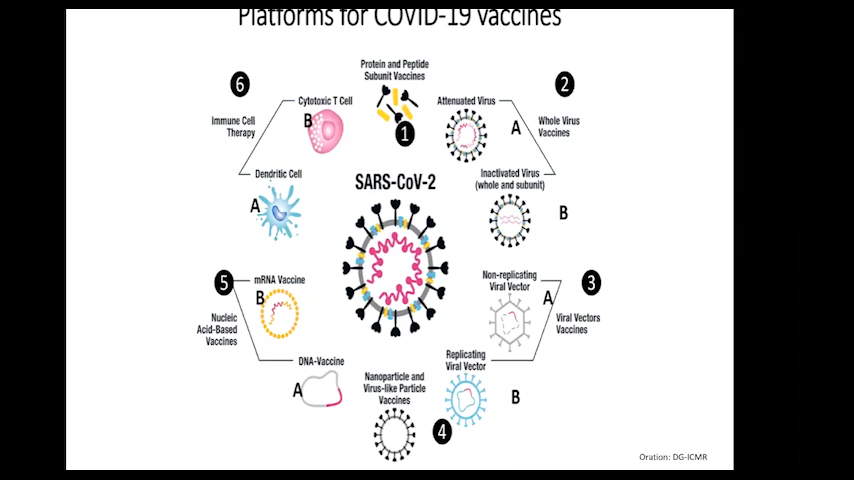 Platforms for COVID-19 vaccines
6
Protein and Peptide
Subunit Vaccines
2
Cytotoxic T Cell
Attenuated Virus
Immune Cell
Therapy
B
1
A
Whole Virus
Vaccines
Dendritic Cell
SARS-CoV-2
Inactivated Virus
(whole and subunit)
A
B
5
mRNA Vaccine
Non-replicating
Viral Vector
3
B
A
Nucleic
Acid-Based
Vaccines
Viral Vectors
Vaccines
DNA-Vaccine
Replicating
Viral Vector
A
Nanoparticle and
Virus-like Particle
Vaccines
B
4
Oration: DG-ICMR